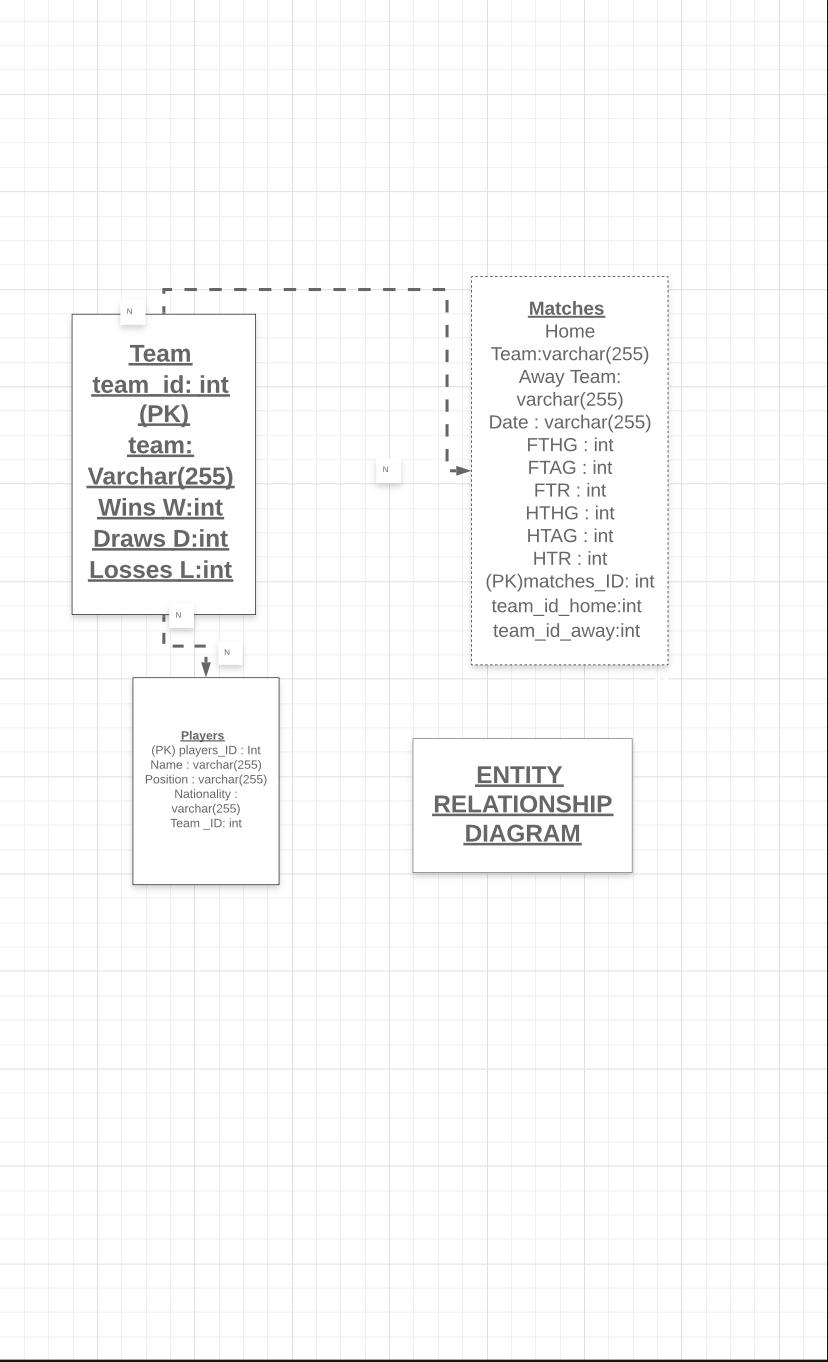 N
Team
team_id: int
(PK)
team:
Varchar(255)
Wins W:int
Draws D:int
Losses L:int
N
N
N
Matches
Home
Team:varchar(255)
Away Team:
varchar(255)
Date : varchar(255)
FTHG : int
FTAG : int
FTR : int
HTHG : int
HTAG : int
HTR : int
(PK)matches_ID: int
team_id_home:int
team_id_away:int
Players
(PK) players_ID : Int
Name : varchar(255)
Position : varchar(255)
Nationality :
varchar(255)
Team _ID: int
ENTITY
RELATIONSHIP
DIAGRAM